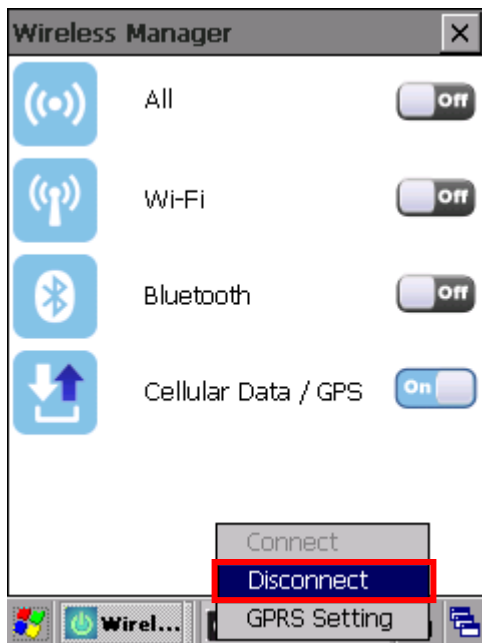 Wireless Manager
All
Off
Wi-Fi
Off
Bluetooth
Off
Cellular Data / GPS
On
Connect
Disconnect
GPRS Setting
Wirel...